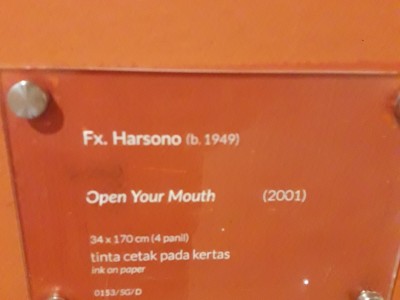 Fx. Harsono (b. 1949)
Open Your Mouth (2001)
34 x 170 cm (4 panil)
tinta cetak pada kertas
ink on paper
0153/SG/D